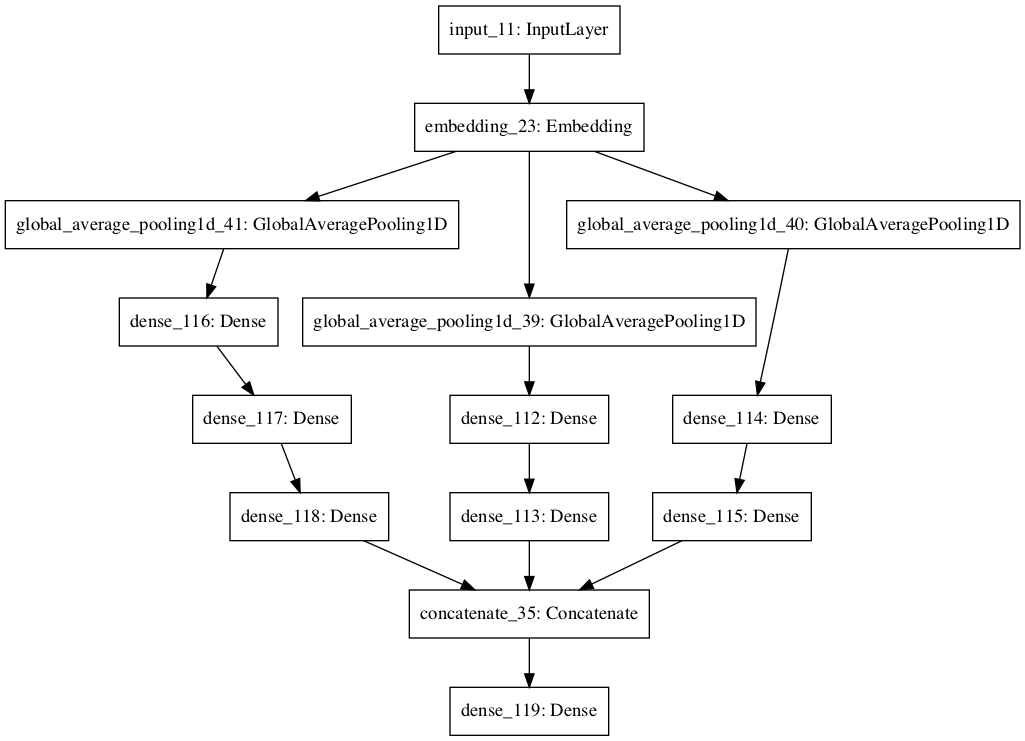 input_11: InputLayer
embedding_23: Embedding
global_average_pooling1d_41: GlobalAveragePooling1D
global_average_pooling1d_40: GlobalAveragePooling1D
dense_116: Dense
global_average_pooling1d_39: GlobalAveragePooling1D
dense_117: Dense
dense_112: Dense
dense_114: Dense
dense_118: Dense
dense_113: Dense
dense_115: Dense
concatenate_35: Concatenate
dense_119: Dense